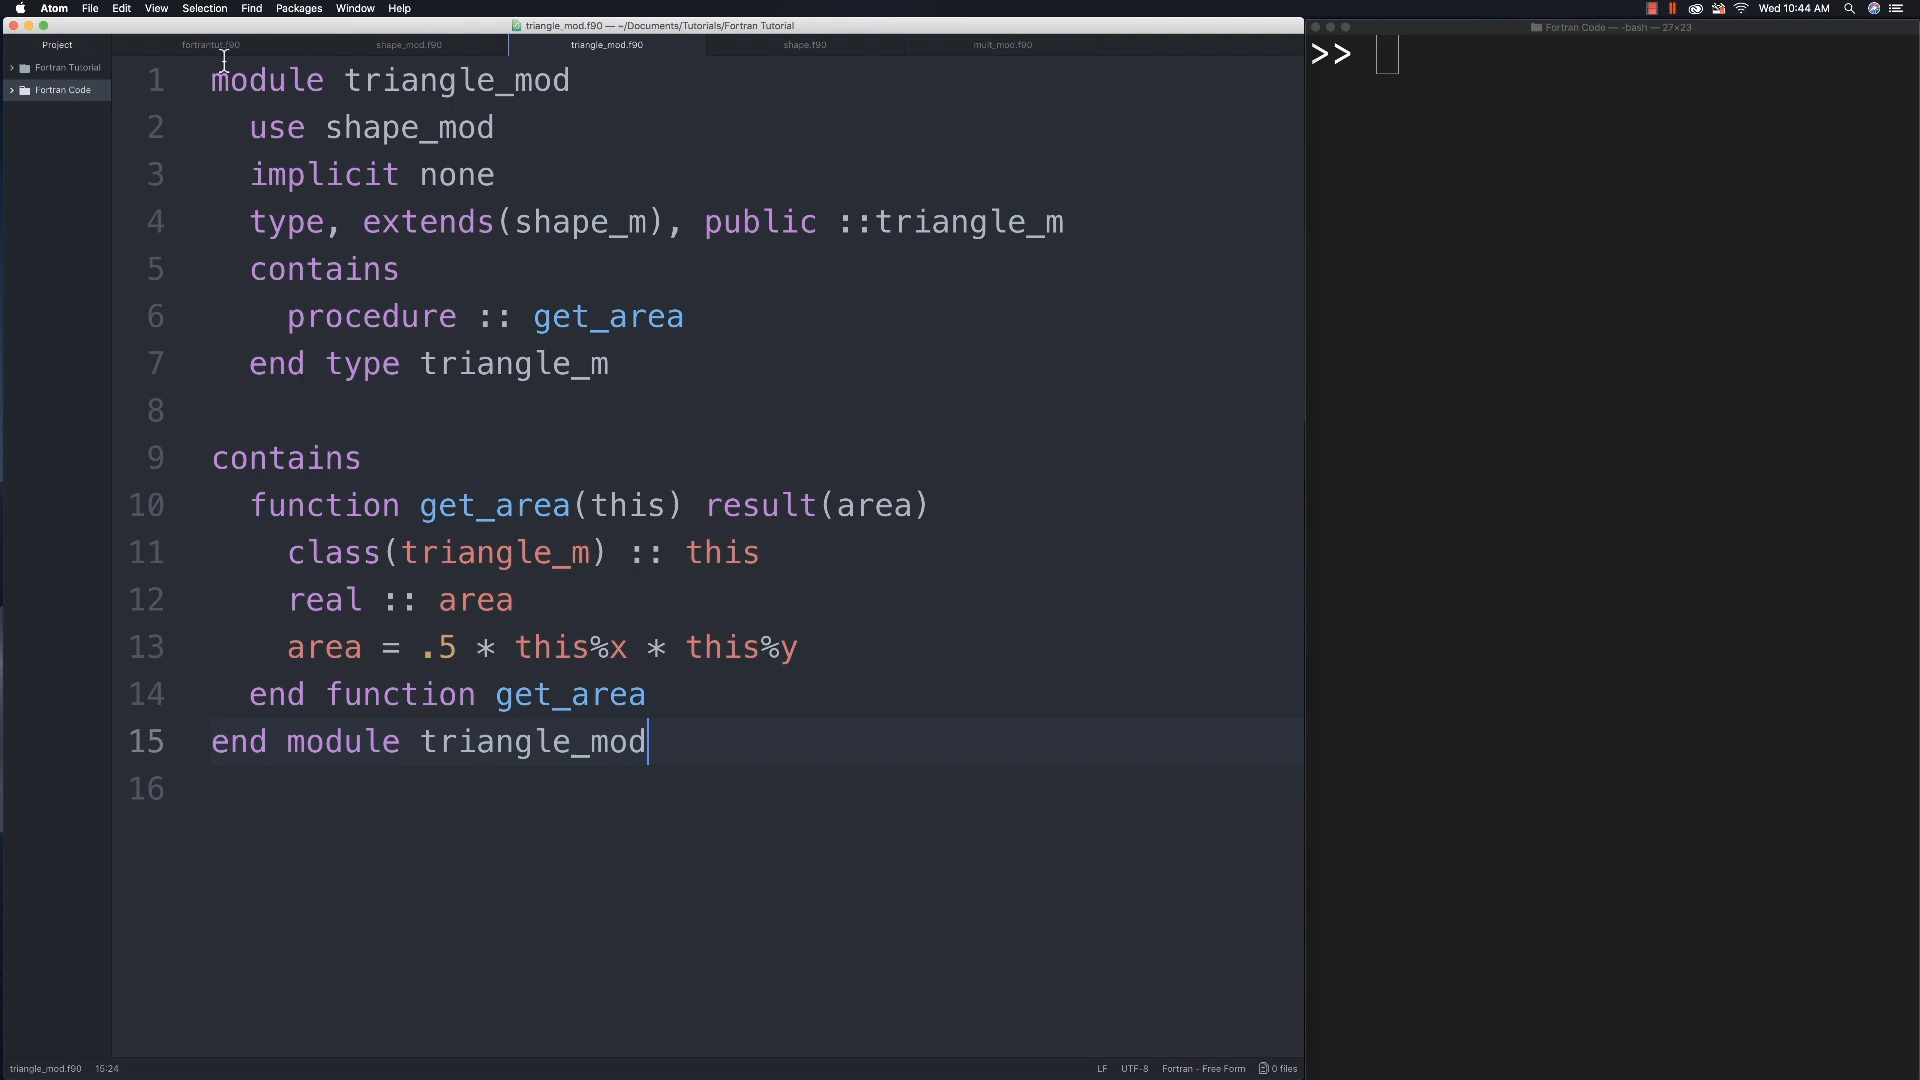 Atom File Edit View Selection Find Packages Window Help
Wed 10:44 AM
triangle_mod.f90 — ~/Documents/Tutorials/Fortran Tutorial
Fortran Code — -bash — 27×23
Project
fortrantut.f90 shape_mod.f90 triangle_mod.f90 shape.f90 mult_mod.f90
Fortran Tutorial
Fortran Code
>>
1 module triangle_mod
2 use shape_mod
3 implicit none
4 type, extends(shape_m), public ::triangle_m
5 contains
6 procedure :: get_area
7 end type triangle_m
8
9 contains
10 function get_area(this) result(area)
11 class(triangle_m) :: this
12 real :: area
13 area = .5 * this%x * this%y
14 end function get_area
15 end module triangle_mod
16
triangle_mod.f90 15:24
LF UTF-8 Fortran - Free Form 0 files